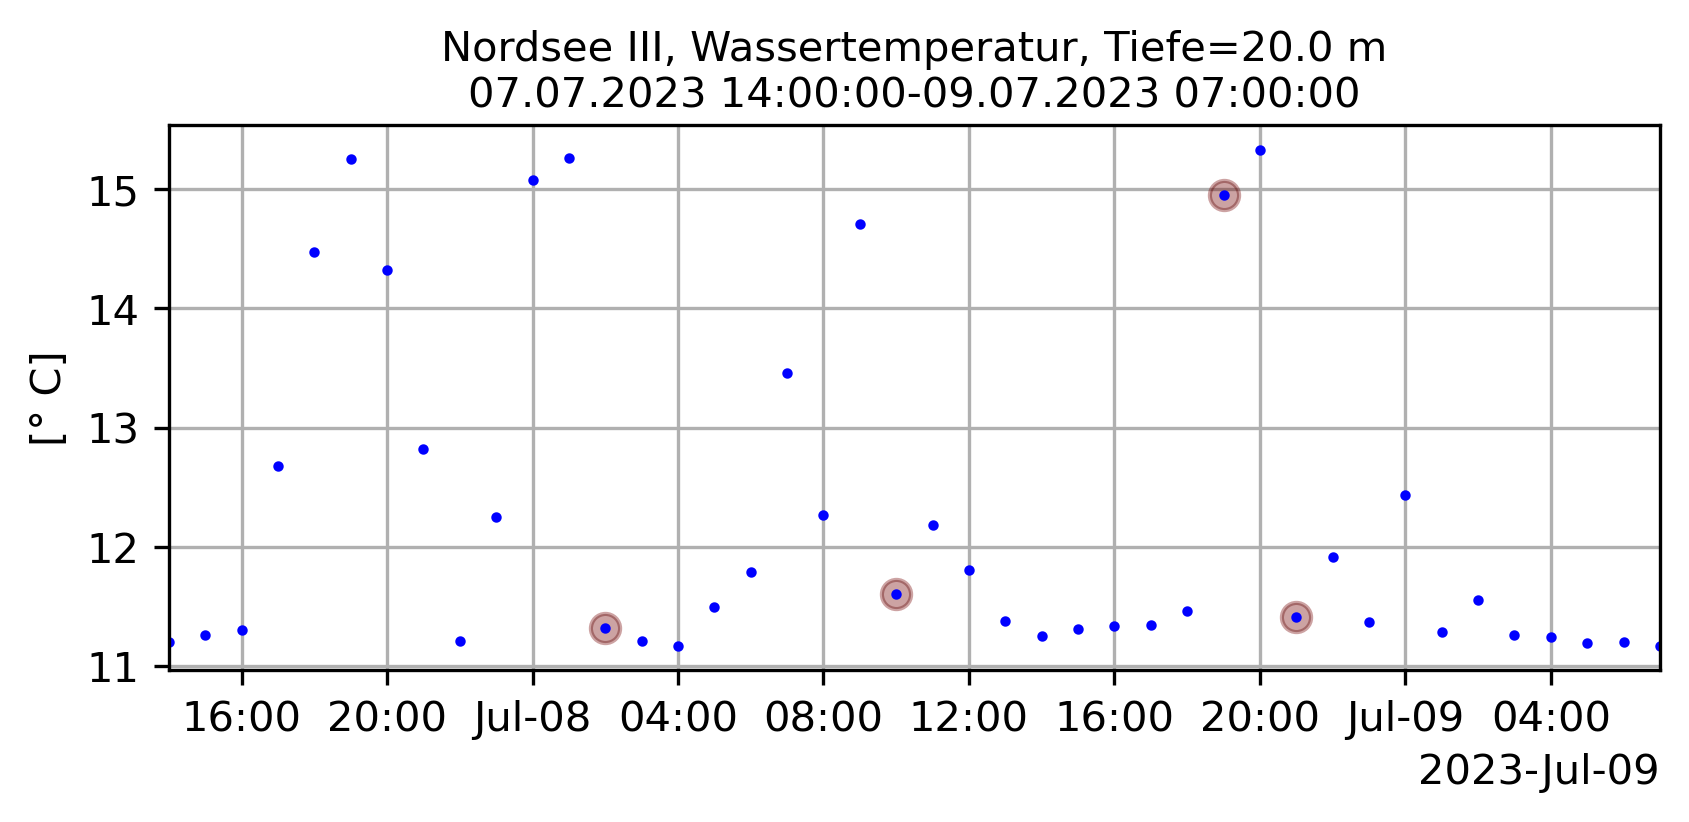 Nordsee III, Wassertemperatur, Tiefe=20.0 m
07.07.2023 14:00:00-09.07.2023 07:00:00
[° C]
15
14
13
12
11
16:00 20:00 Jul-08 04:00 08:00 12:00 16:00 20:00 Jul-09 04:00
2023-Jul-09